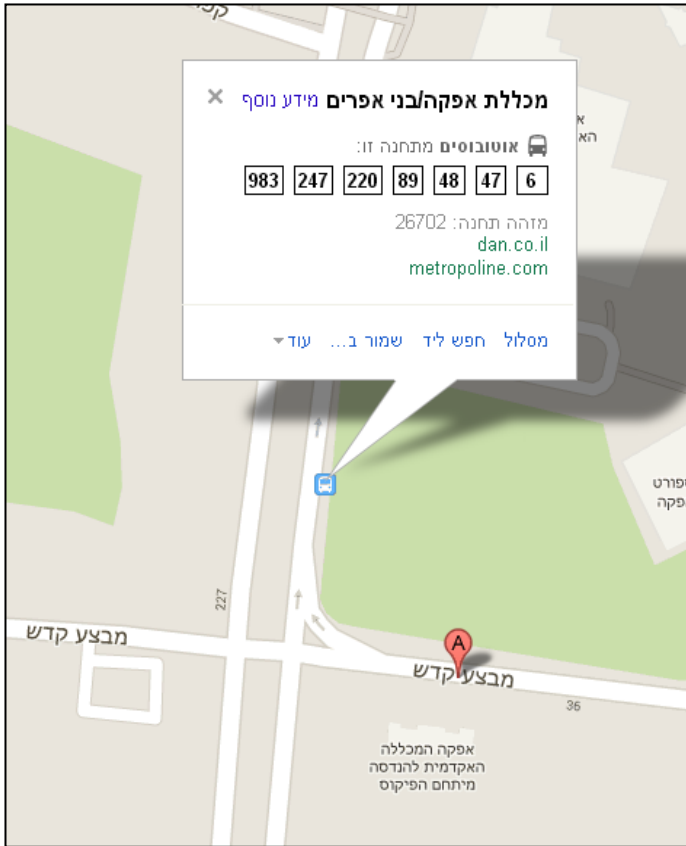 מכללת אפקה/בני אפרים מידע נוסף ×
אוטובוסים מתחנה זו:
6 47 48 89 220 247 983
מזהה תחנה: 26702
dan.co.il
metropoline.com
מסלול חפש ליד שמור ב... עוד
227
מבצע קדש
A
מבצע קדש
36
אפקה המכללה
האקדמית להנדסה
מיתחם הפיקוס